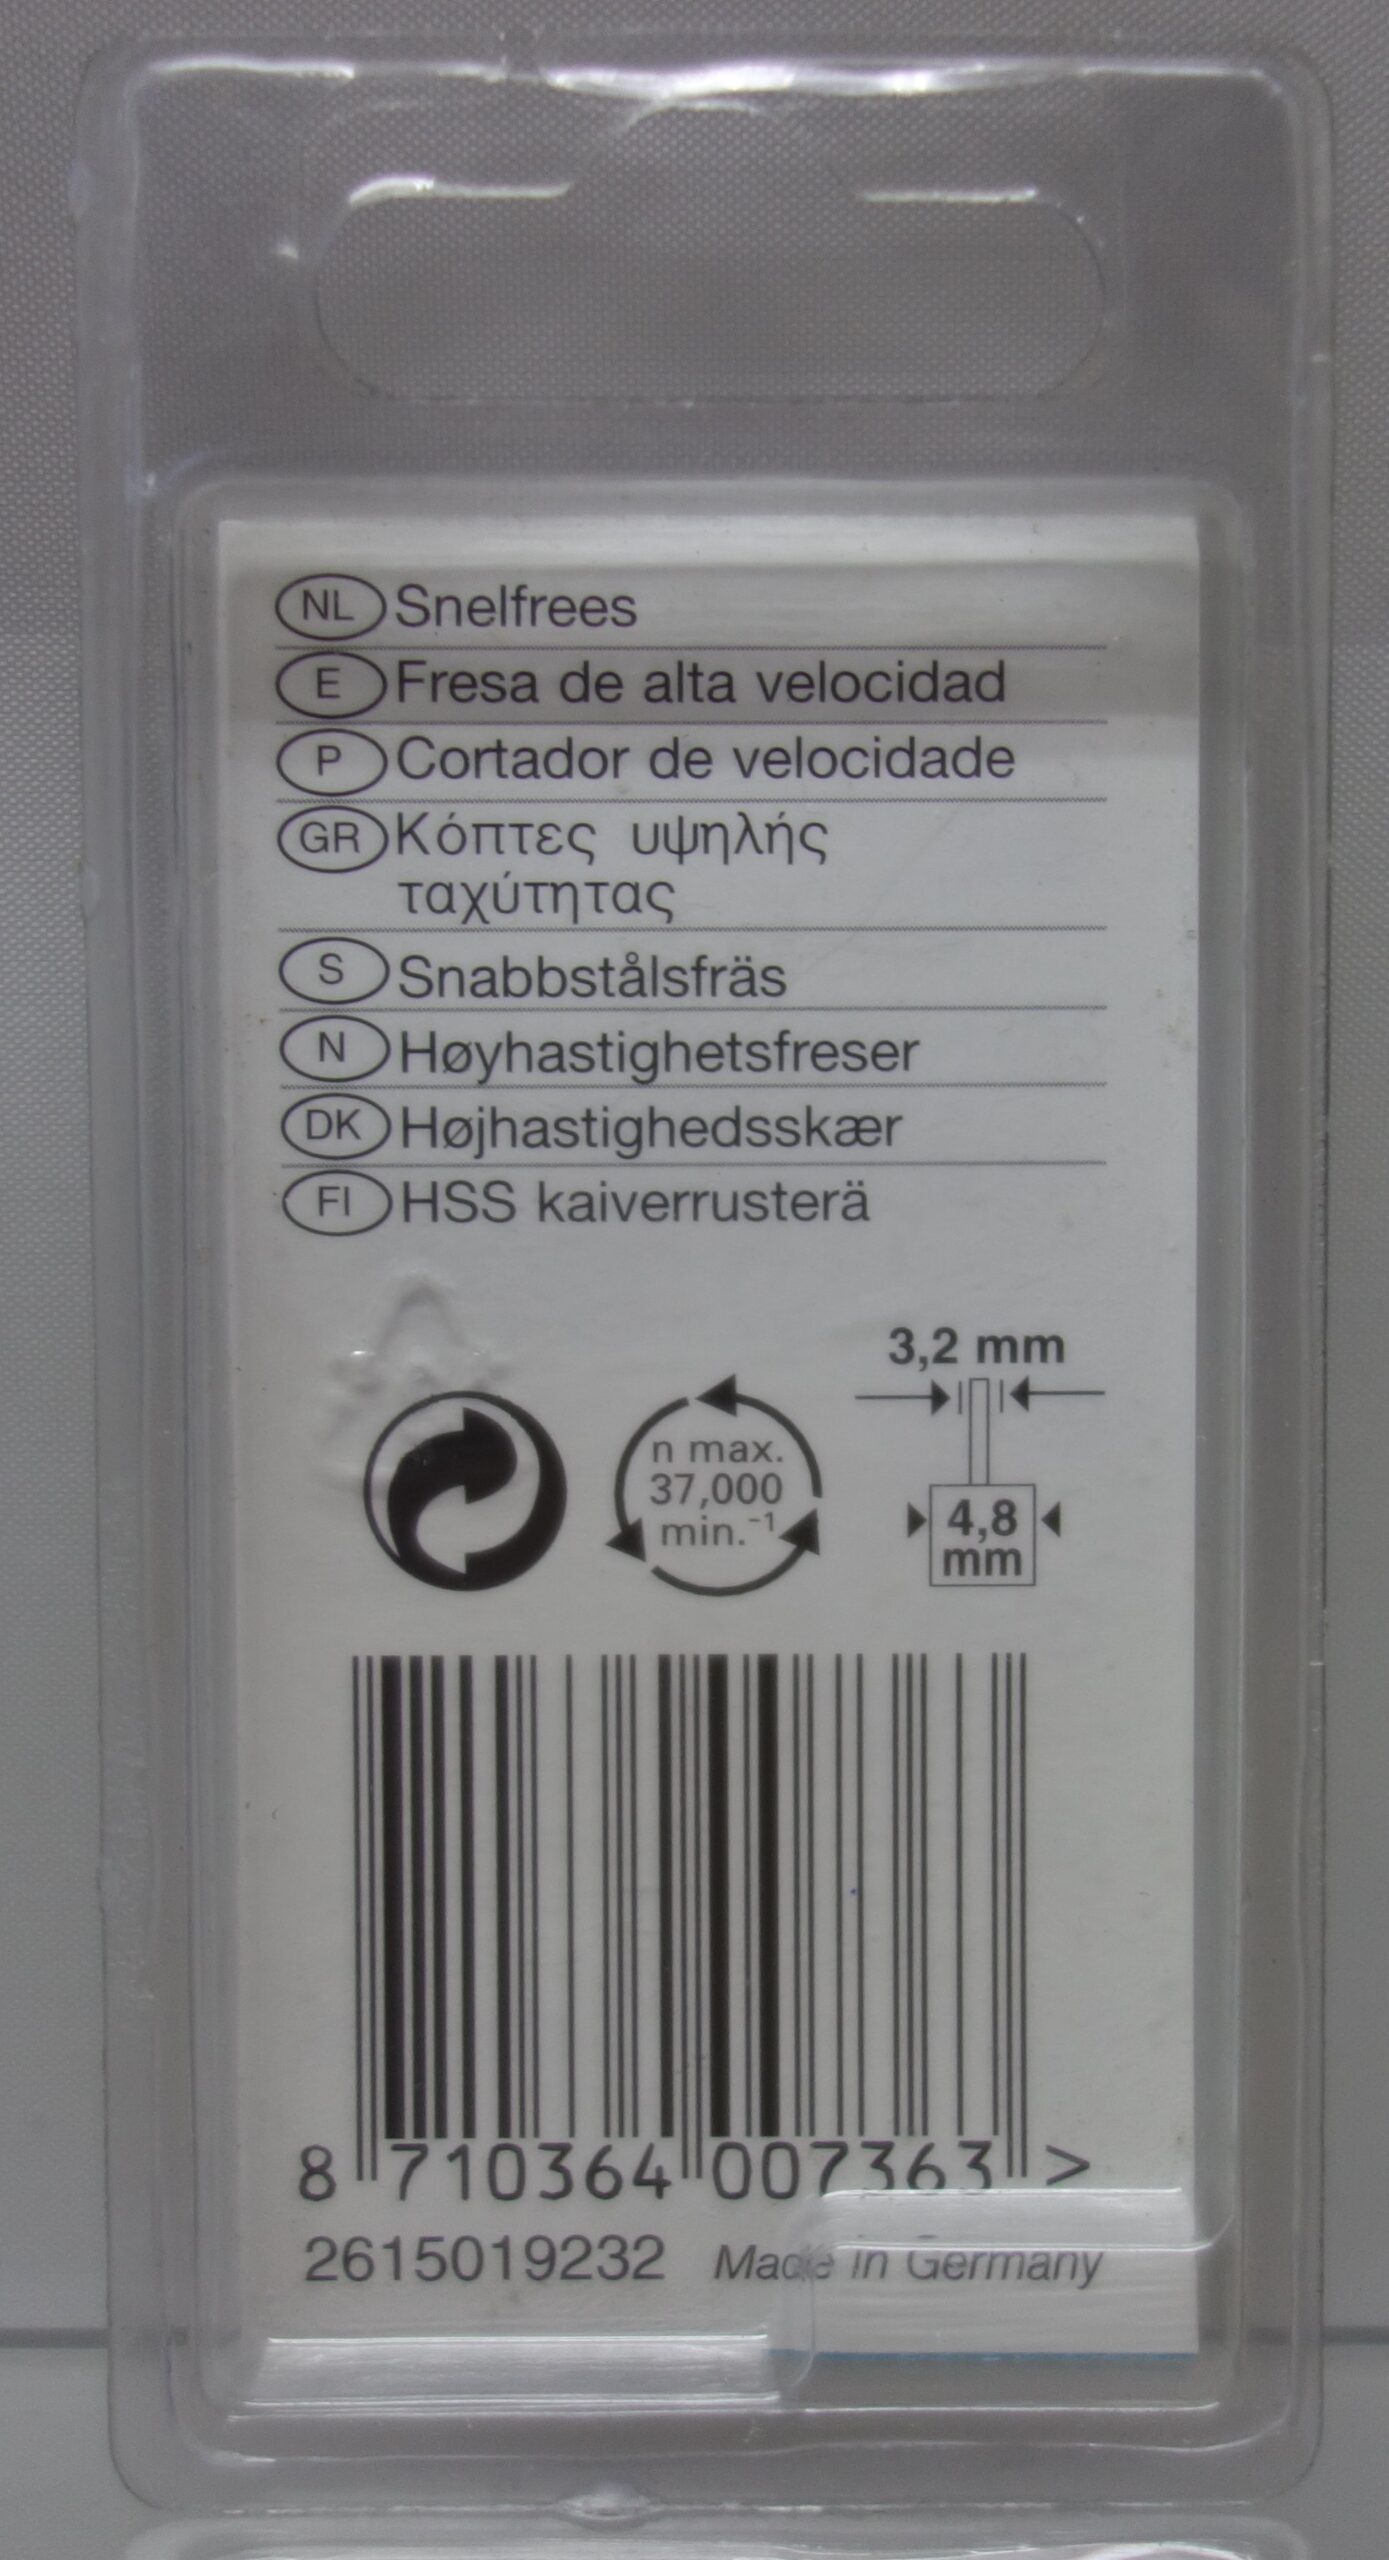 NL Snelfrees
E Fresa de alta velocidad
P Cortador de velocidade
GR Κόπτες υψηλής
ταχύτητας
S Snabbstålsfräs
N Høyhastighetsfreser
DK Højhastighedsskær
FI HSS kaiverrusterä
3,2 mm
n max.
37,000
min.⁻¹
4,8
mm
8 710364 007363 >
2615019232 Made in Germany